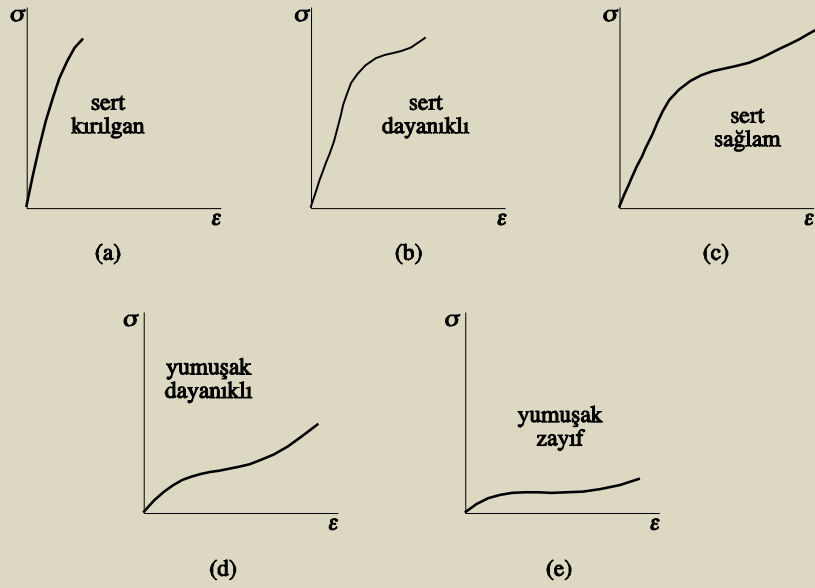 σ
sert
kırılgan
ε
(a)
σ
sert
dayanıklı
ε
(b)
σ
sert
sağlam
ε
(c)
σ
yumuşak
dayanıklı
ε
(d)
σ
yumuşak
zayıf
ε
(e)